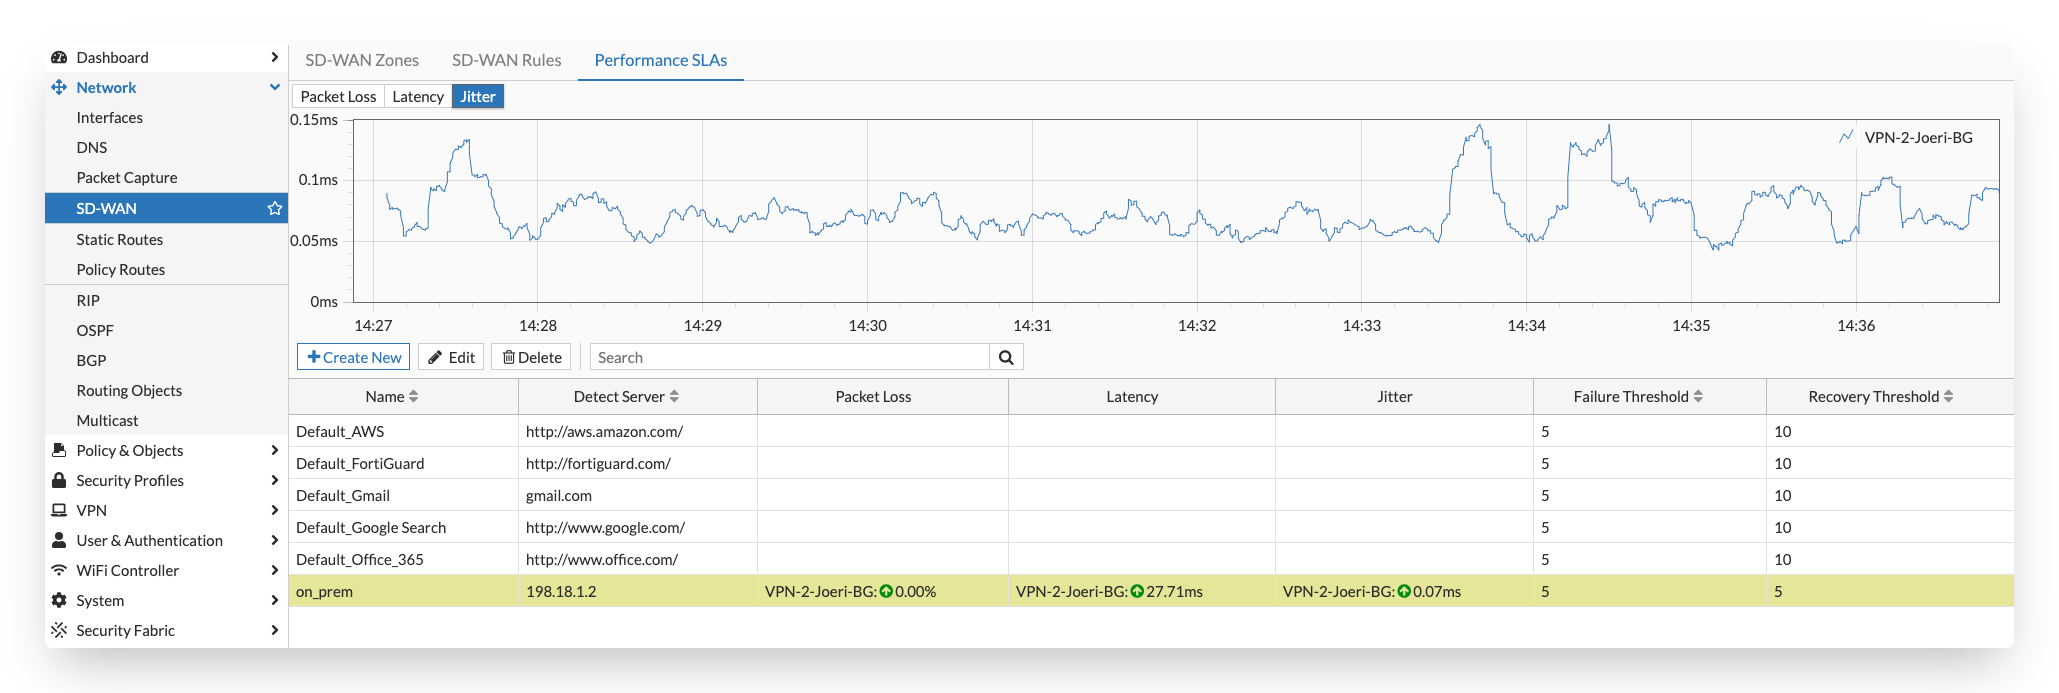 Dashboard
Network
Interfaces
DNS
Packet Capture
SD-WAN
Static Routes
Policy Routes
RIP
OSPF
BGP
Routing Objects
Multicast
Policy & Objects
Security Profiles
VPN
User & Authentication
WiFi Controller
System
Security Fabric
SD-WAN Zones SD-WAN Rules Performance SLAs
Packet Loss Latency Jitter
0.15ms
0.1ms
0.05ms
0ms
VPN-2-Joeri-BG
14:27 14:28 14:29 14:30 14:31 14:32 14:33 14:34 14:35 14:36
Create New Edit Delete Search
Name Detect Server Packet Loss Latency Jitter Failure Threshold Recovery Threshold
Default_AWS http://aws.amazon.com/ 5 10
Default_FortiGuard http://fortiguard.com/ 5 10
Default_Gmail gmail.com 5 10
Default_Google Search http://www.google.com/ 5 10
Default_Office_365 http://www.office.com/ 5 10
on_prem 198.18.1.2 VPN-2-Joeri-BG: 0.00% VPN-2-Joeri-BG: 27.71ms VPN-2-Joeri-BG: 0.07ms 5 5